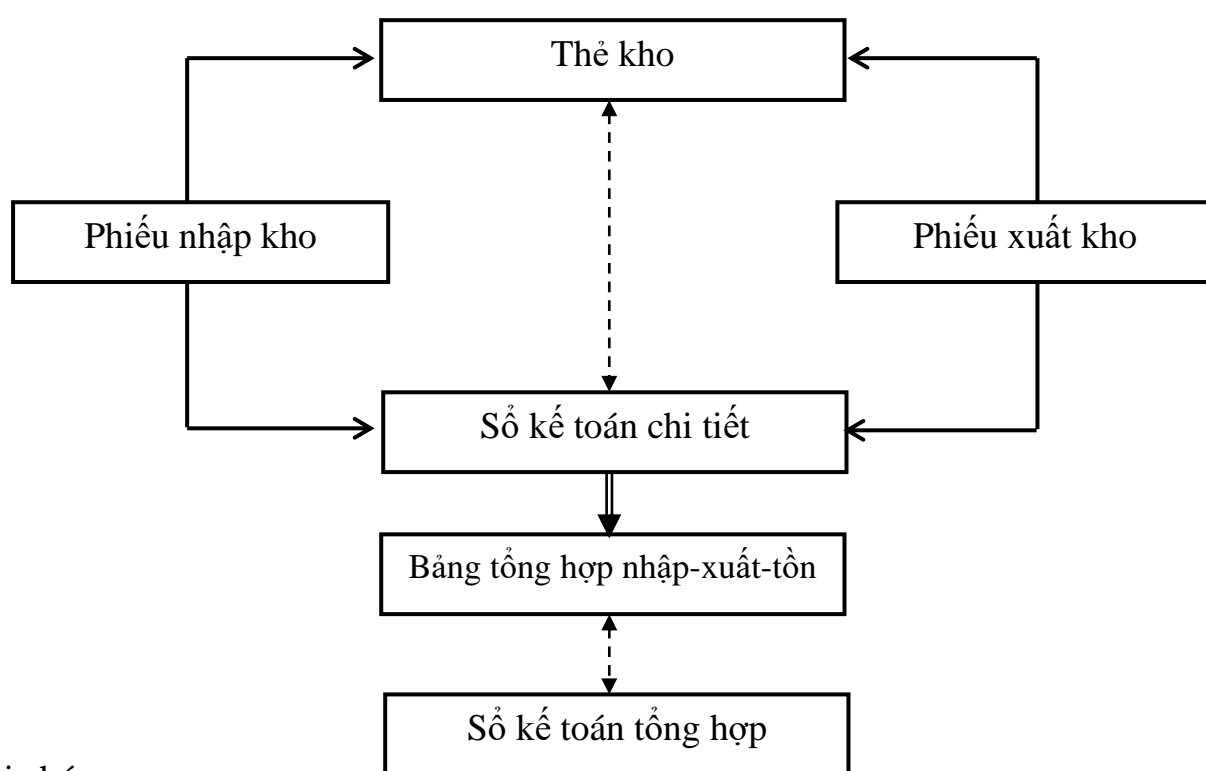 Thẻ kho
Phiếu nhập kho
Phiếu xuất kho
Sổ kế toán chi tiết
Bảng tổng hợp nhập-xuất-tồn
Sổ kế toán tổng hợp